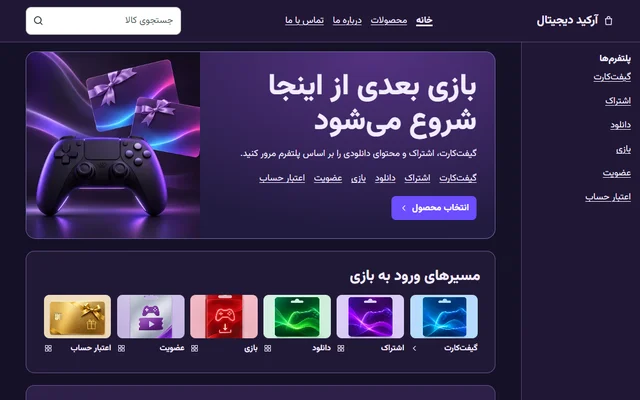 آرکید دیجیتال
خانه محصولات درباره ما تماس با ما
جستجوی کالا
پلتفرم‌ها
گیفت‌کارت
اشتراک
دانلود
بازی
عضویت
اعتبار حساب
بازی بعدی از اینجا
شروع می‌شود
گیفت‌کارت، اشتراک و محتوای دانلودی را بر اساس پلتفرم مرور کنید.
گیفت‌کارت اشتراک دانلود بازی عضویت اعتبار حساب
انتخاب محصول
مسیرهای ورود به بازی
گیفت‌کارت
اشتراک
دانلود
بازی
عضویت
اعتبار حساب